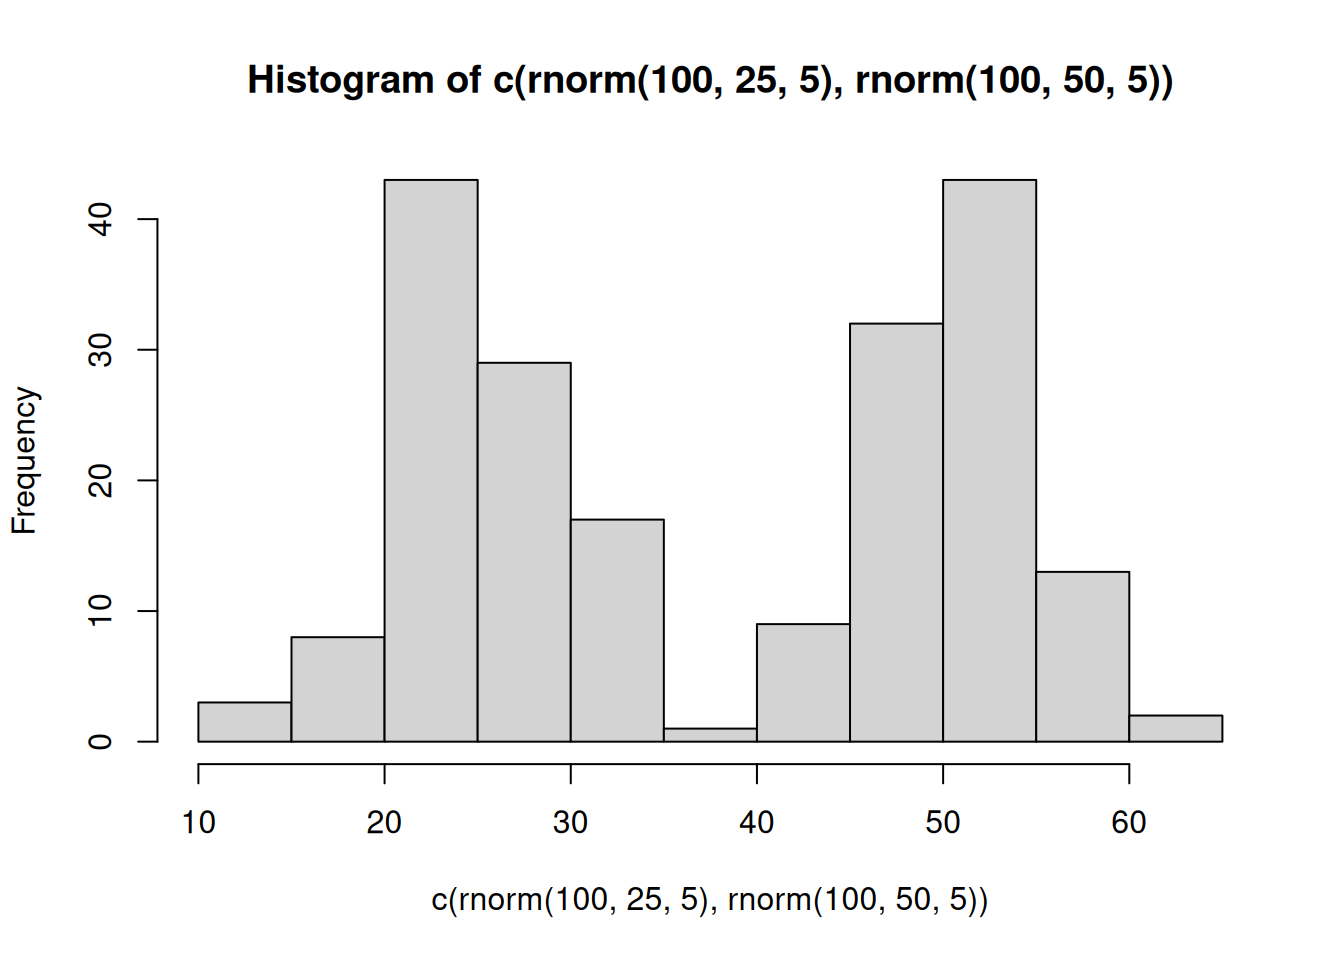 Histogram of c(rnorm(100, 25, 5), rnorm(100, 50, 5))
Frequency
40
30
20
10
0
10 20 30 40 50 60
c(rnorm(100, 25, 5), rnorm(100, 50, 5))